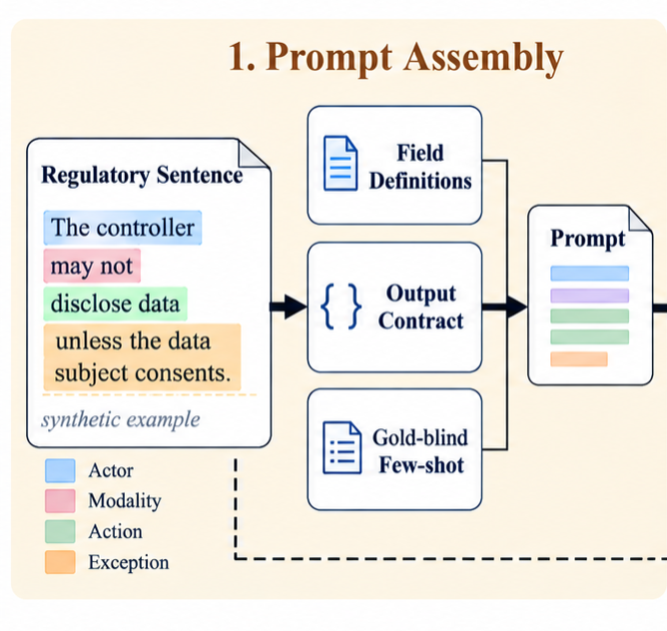 1. Prompt Assembly
Regulatory Sentence
The controller
may not
disclose data
unless the data
subject consents.
synthetic example
Actor
Modality
Action
Exception
Field
Definitions
{ } Output
Contract
Gold-blind
Few-shot
Prompt